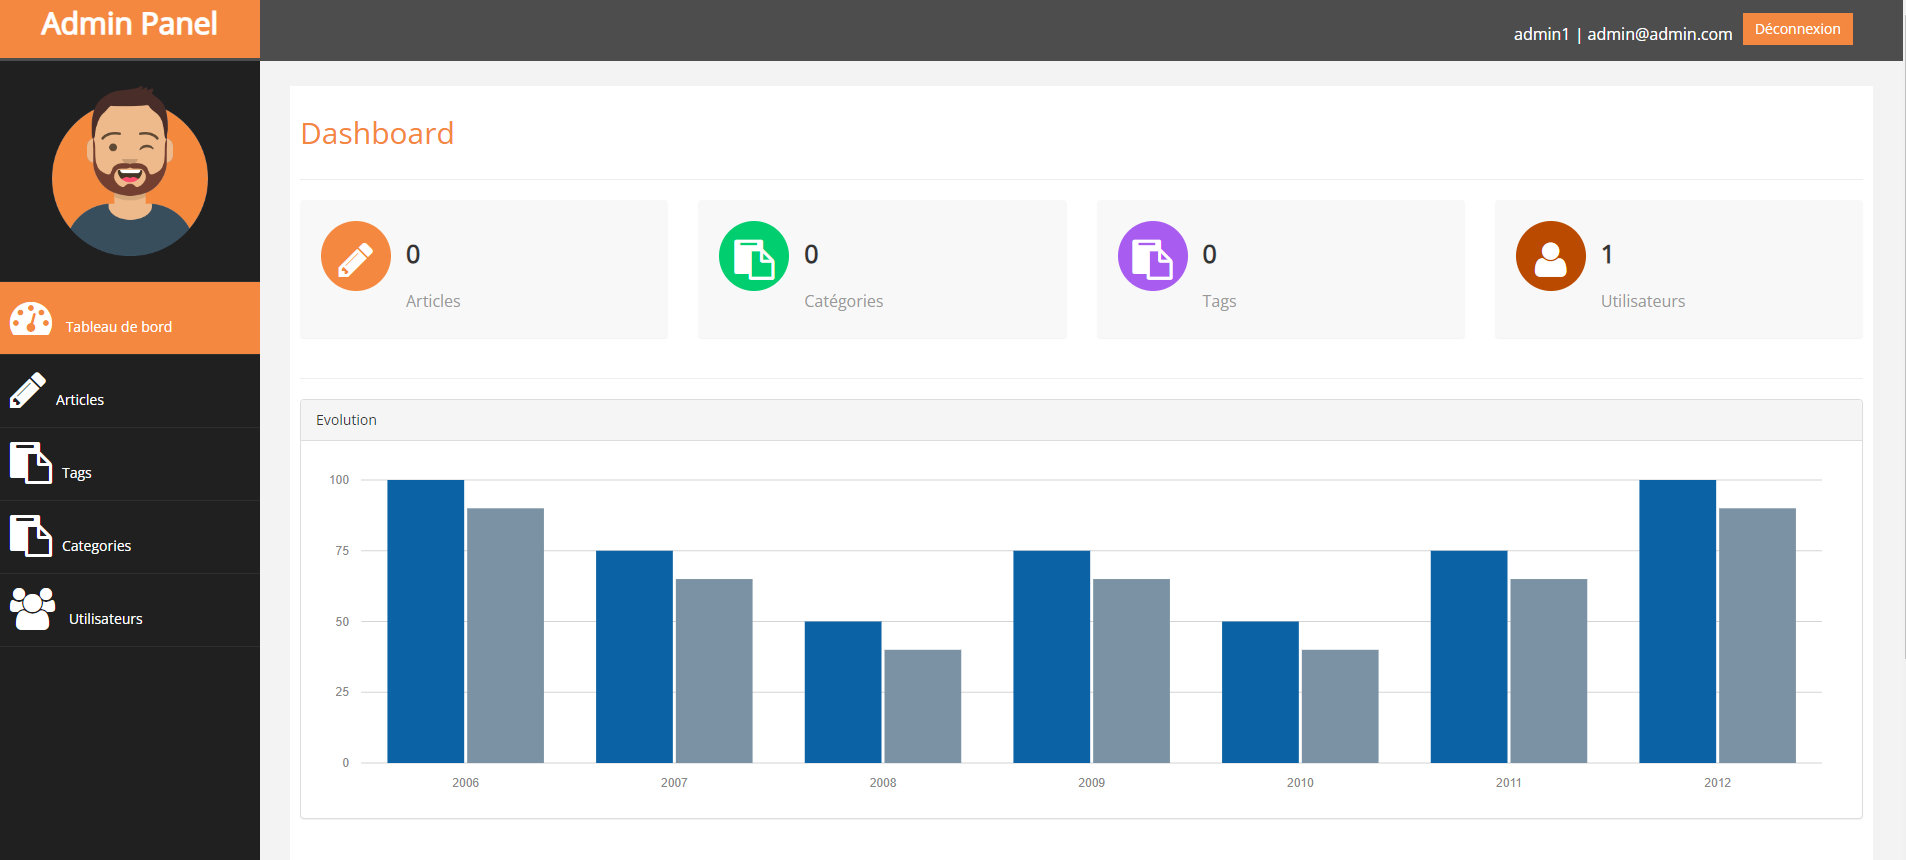 Admin Panel
admin1 | admin@admin.com
Déconnexion
Tableau de bord
Articles
Tags
Categories
Utilisateurs
Dashboard
0
Articles
0
Catégories
0
Tags
1
Utilisateurs
Evolution
100
75
50
25
0
2006 2007 2008 2009 2010 2011 2012